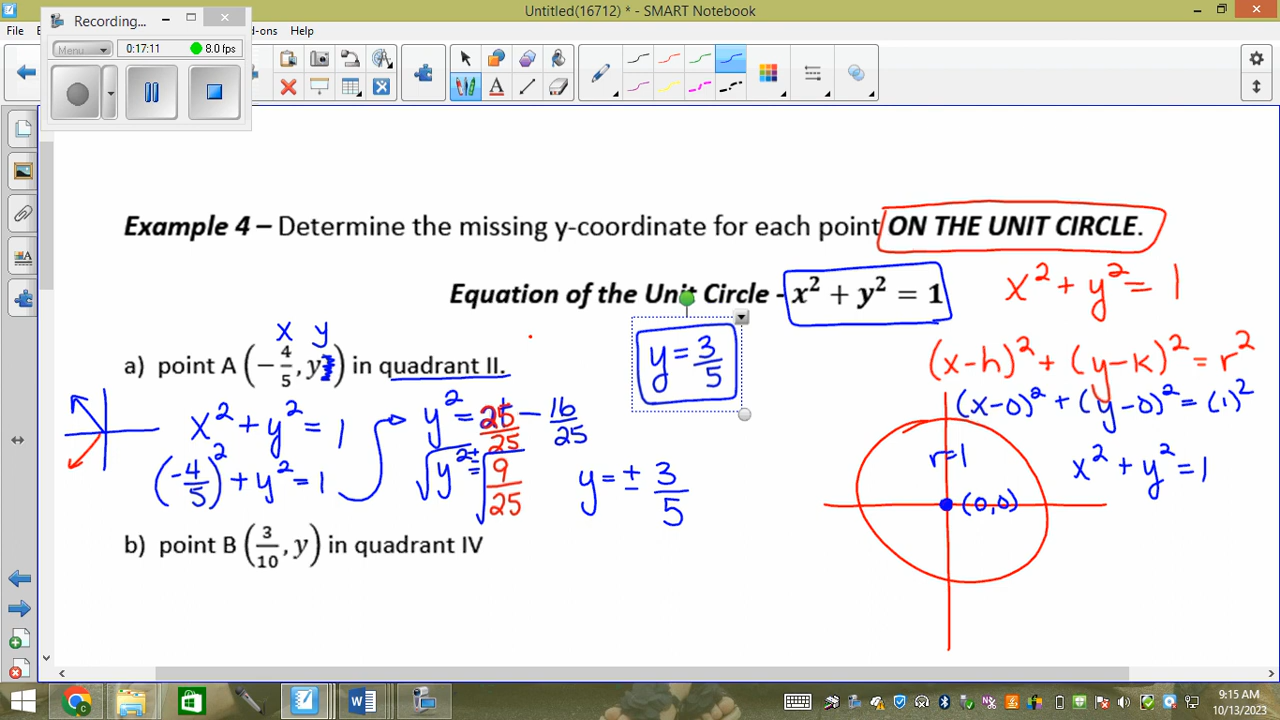 Untitled(16712) * - SMART Notebook
Recording...
File
d-ons
Help
Menu
0:17:11
8.0 fps
Example 4 – Determine the missing y-coordinate for each point ON THE UNIT CIRCLE.
x² + y² = 1
Equation of the Unit Circle - x² + y² = 1
y = 3/5
(x-h)² + (y-k)² = r²
(x-0)² + (y-0)² = (1)²
x² + y² = 1
r=1
(0,0)
x y
a) point A (−4/5, y) in quadrant II.
x² + y² = 1
(-4/5)² + y² = 1
y² = 25/25 − 16/25
√y² = ±√9/25
y = ± 3/5
b) point B (3/10, y) in quadrant IV
9:15 AM
10/13/2023